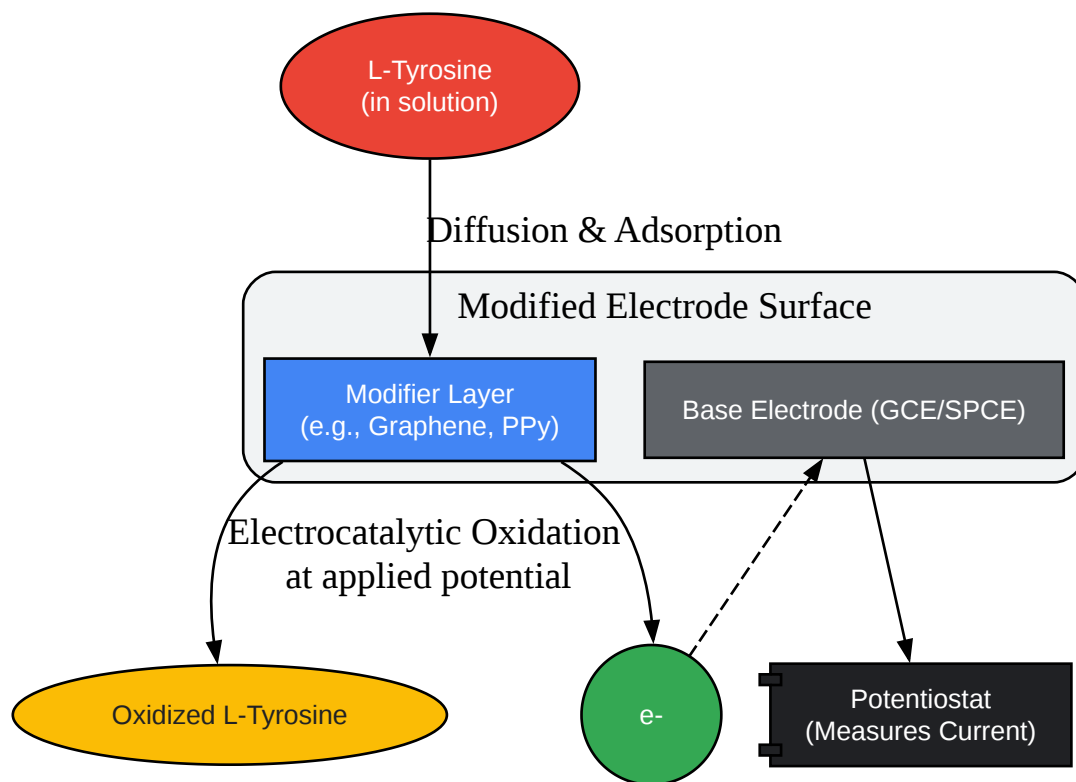 L-Tyrosine
(in solution)
Diffusion & Adsorption
Modified Electrode Surface
Modifier Layer
(e.g., Graphene, PPy)
Base Electrode (GCE/SPCE)
Electrocatalytic Oxidation
at applied potential
Oxidized L-Tyrosine
e-
Potentiostat
(Measures Current)